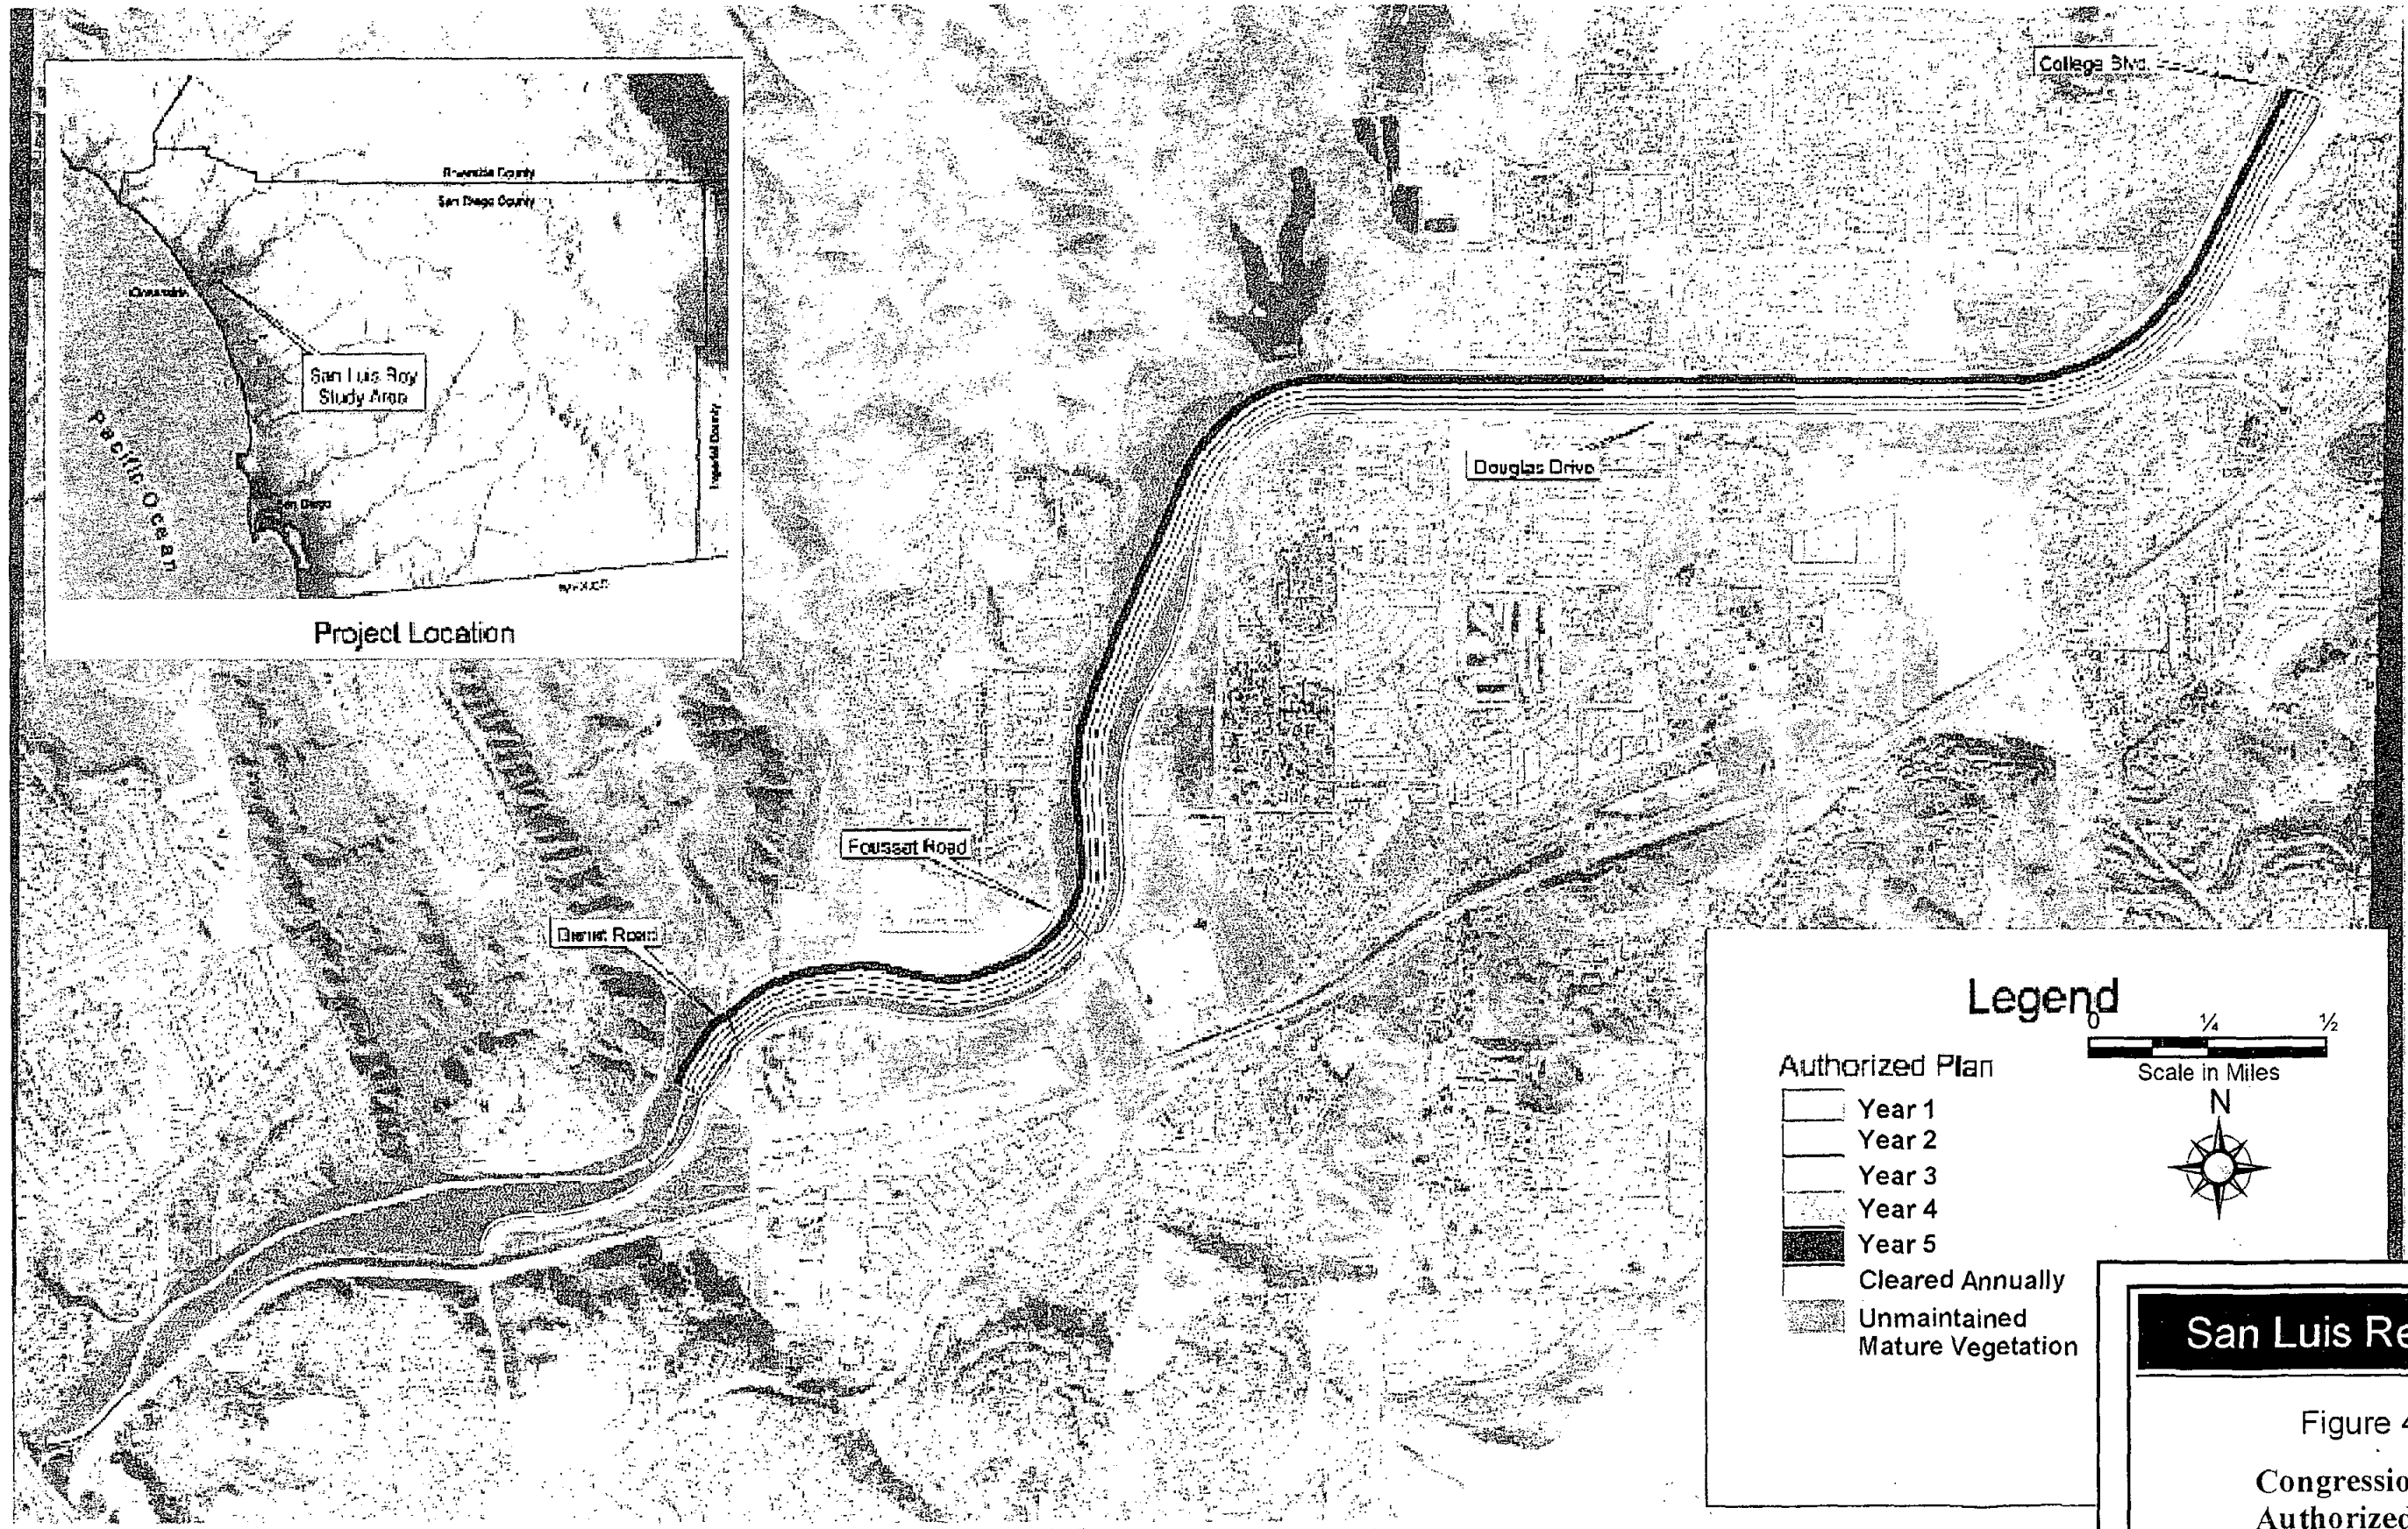 College Blvd.
Riverside County
San Diego County
Oceanside
San Luis Rey
Study Area
Pacific Ocean
San Diego
Imperial County
Project Location
Douglas Drive
Foussat Road
Road
Legend
0 ¼ ½
Scale in Miles
N
Authorized Plan
Year 1
Year 2
Year 3
Year 4
Year 5
Cleared Annually
Unmaintained
Mature Vegetation
San Luis Re
Figure 4
Congressio
Authorized